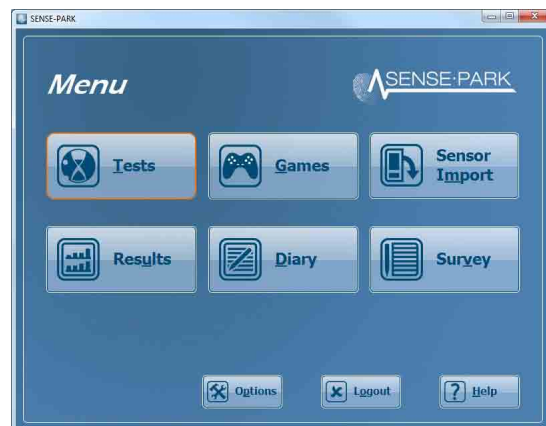 SENSE-PARK
Menu
SENSE-PARK
Tests
Games
Sensor
Import
Results
Diary
Survey
Options
Logout
Help